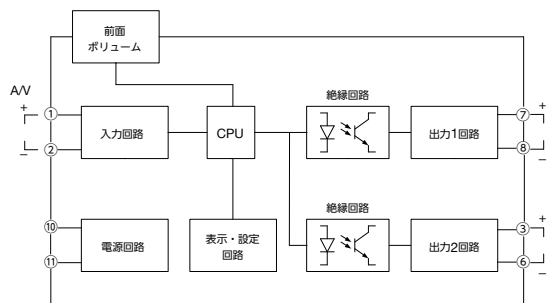 前面
ボリューム
A/V
+
①
−
②
入力回路
CPU
絶縁回路
出力1回路
⑦
+
⑧
−
⑩
⑪
電源回路
表示・設定
回路
絶縁回路
出力2回路
③
+
⑥
−